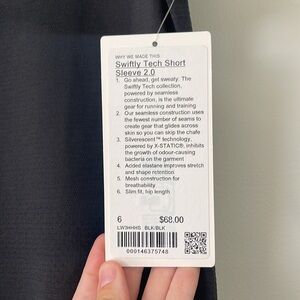 WHY WE MADE THIS
Swiftly Tech Short
Sleeve 2.0
1. Go ahead, get sweaty. The
Swiftly Tech collection,
powered by seamless
construction, is the ultimate
gear for running and training
2. Our seamless construction uses
the fewest number of seams to
create gear that glides across
skin so you can skip the chafe
3. Silverescent™ technology,
powered by X-STATIC®, inhibits
the growth of odour-causing
bacteria on the garment
4. Added elastane improves stretch
and shape retention
5. Mesh construction for
breathability
6. Slim fit, hip length
6 $68.00
LW3HHHS BLK/BLK
000146375748